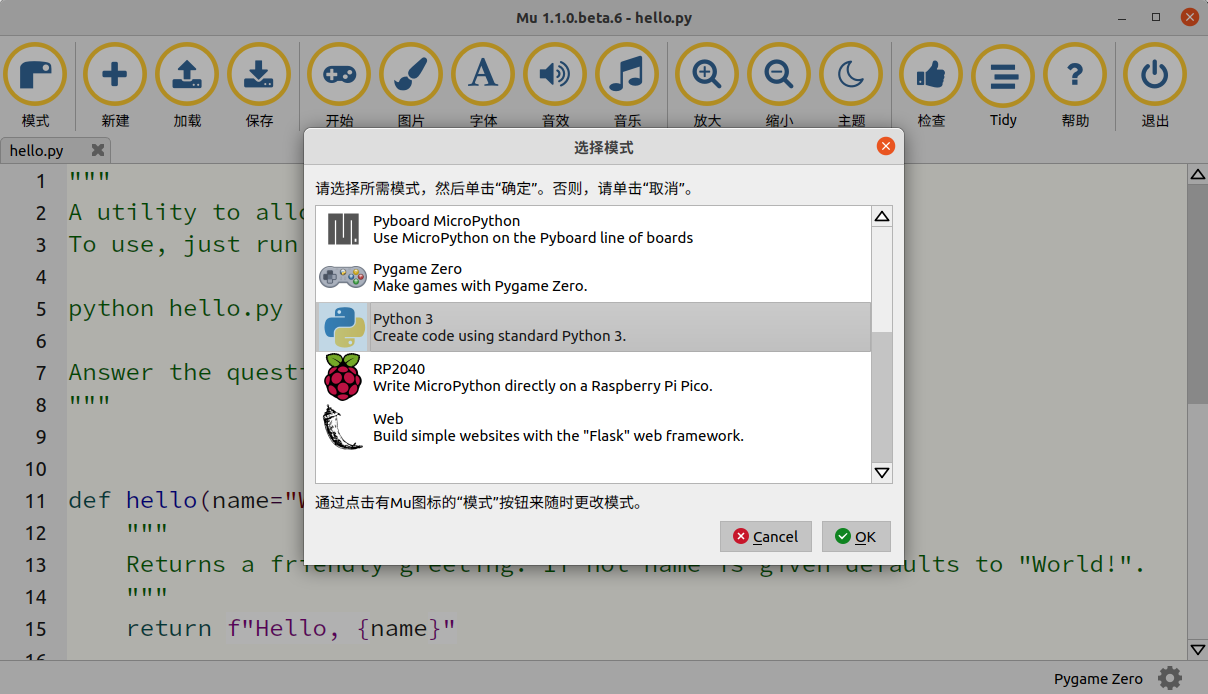 Mu 1.1.0.beta.6 - hello.py
模式
新建
加载
保存
开始
图片
字体
音效
音乐
放大
缩小
主题
检查
Tidy
帮助
退出
hello.py
选择模式
请选择所需模式，然后单击“确定”。否则，请单击“取消”。
Pyboard MicroPython
Use MicroPython on the Pyboard line of boards
Pygame Zero
Make games with Pygame Zero.
Python 3
Create code using standard Python 3.
RP2040
Write MicroPython directly on a Raspberry Pi Pico.
Web
Build simple websites with the "Flask" web framework.
通过点击有Mu图标的“模式”按钮来随时更改模式。
Cancel
OK
1 """
2 A utility to allo
3 To use, just run
4
5 python hello.py
6
7 Answer the quest
8 """
9
10
11 def hello(name="W
12 """
13 Returns a friendly greeting. If not name is given defaults to "World!".
14 """
15 return f"Hello, {name}"
16
Pygame Zero